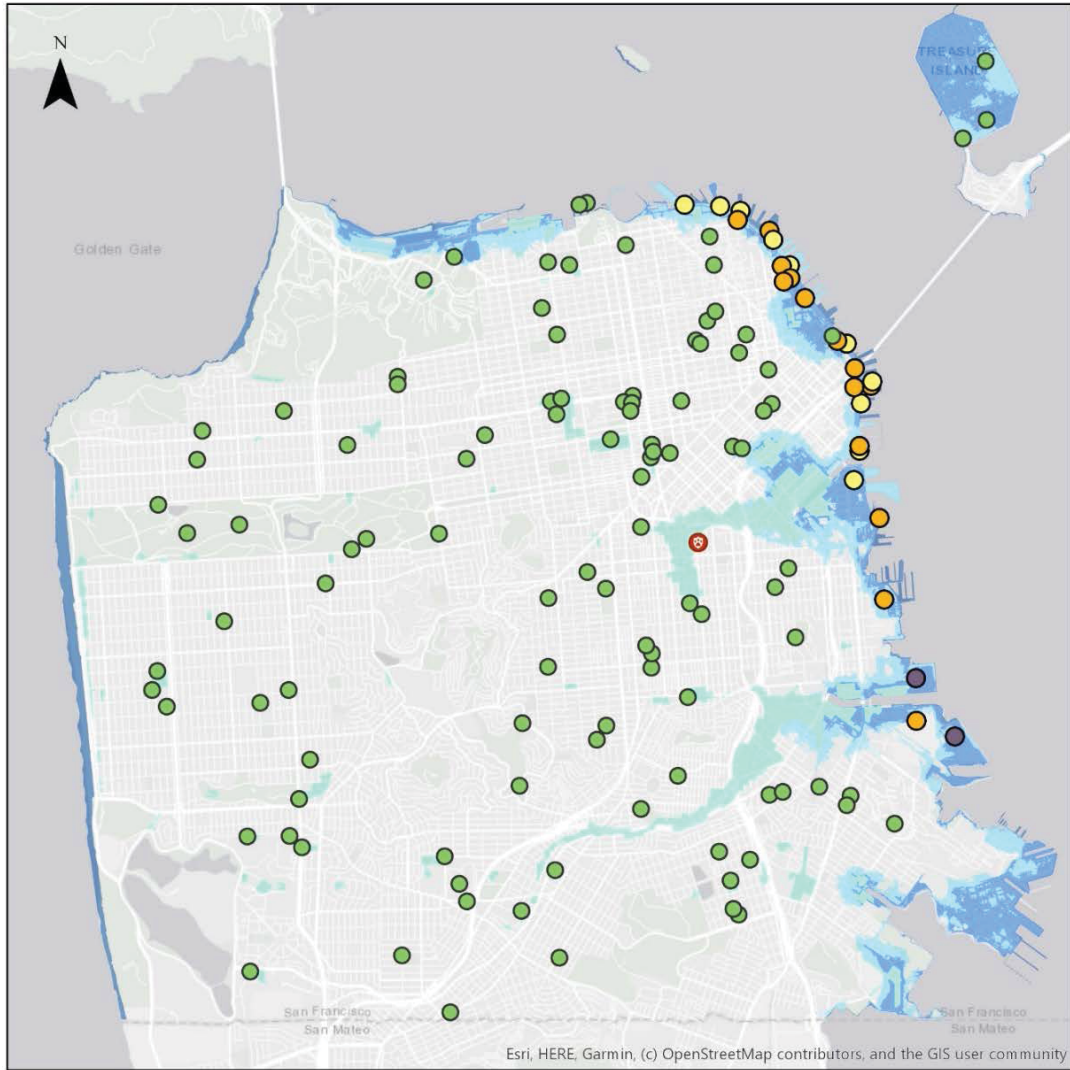 N
TREASURE
ISLAND
Golden Gate
San Francisco
San Mateo
San Francisco
San Mateo
Esri, HERE, Garmin, (c) OpenStreetMap contributors, and the GIS user community